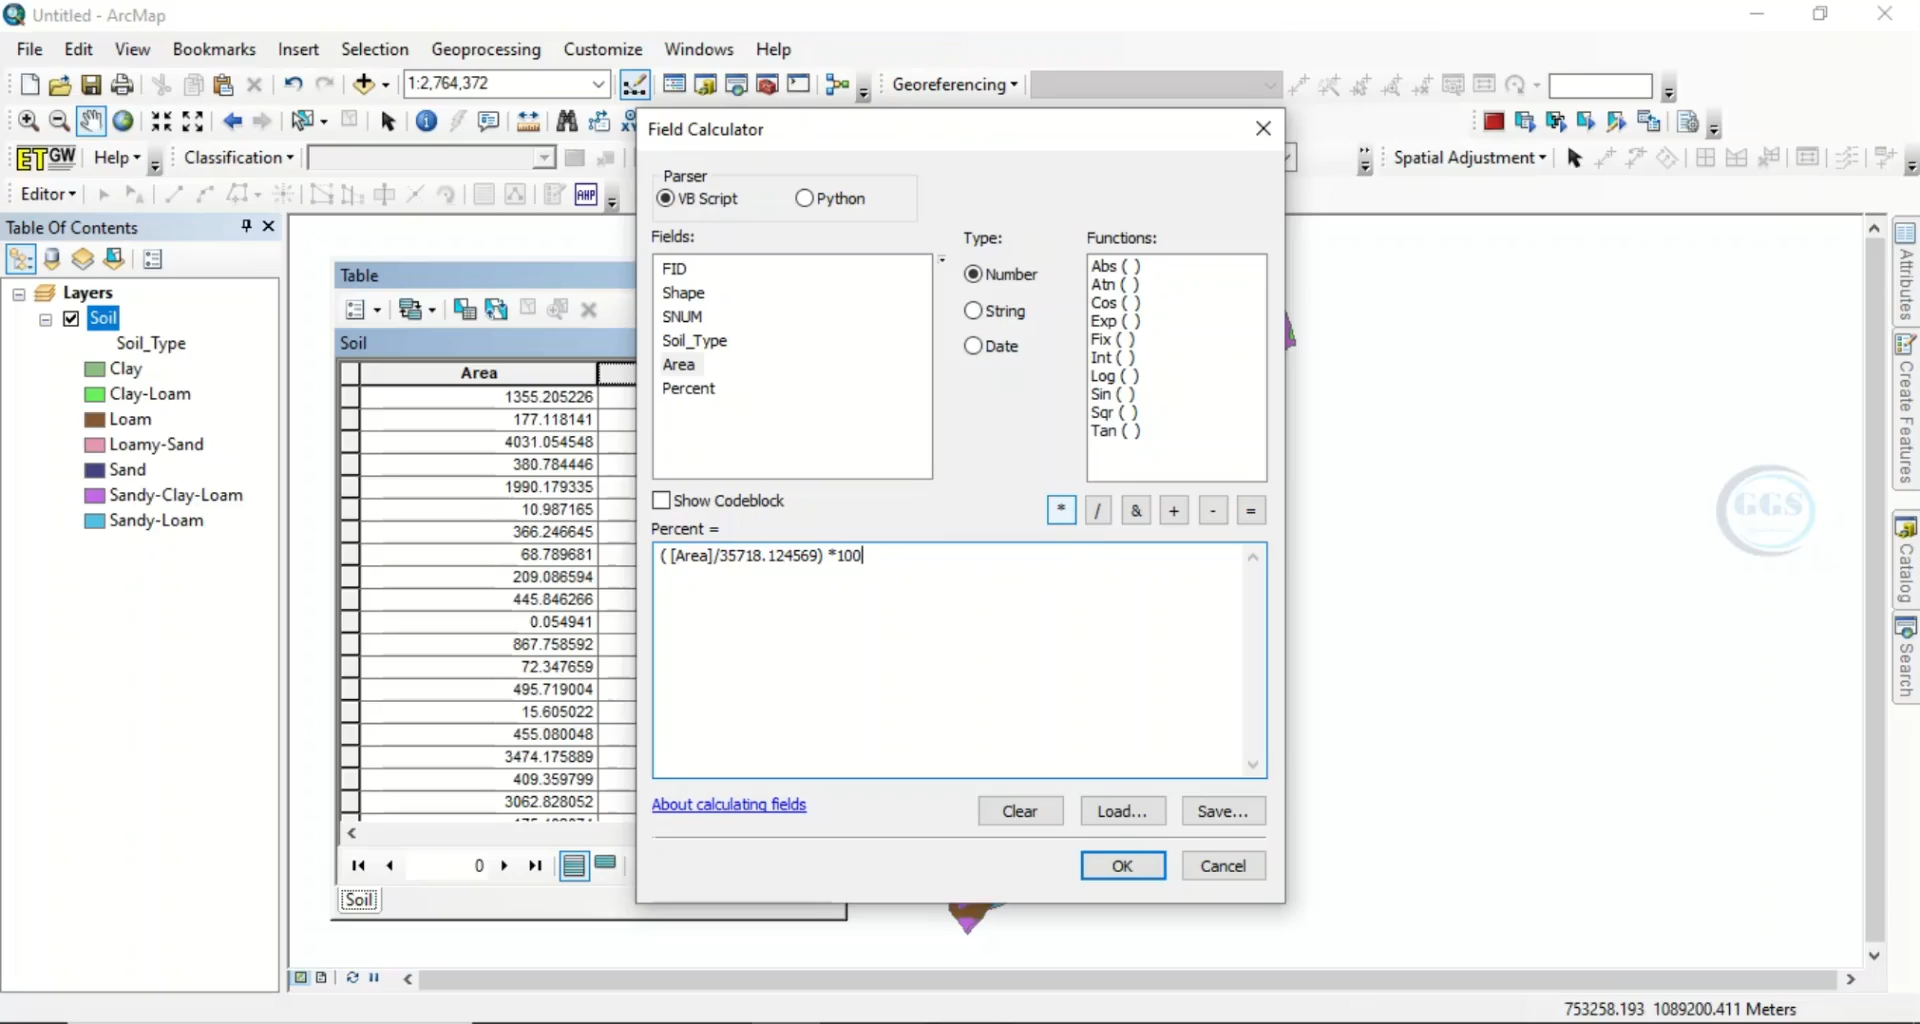 Untitled - ArcMap
File Edit View Bookmarks Insert Selection Geoprocessing Customize Windows Help
1:2,764,372
Georeferencing
ET GW Help Classification
Spatial Adjustment
Editor
AHP
Table Of Contents
Layers
Soil
Soil_Type
Clay
Clay-Loam
Loam
Loamy-Sand
Sand
Sandy-Clay-Loam
Sandy-Loam
Table
Soil
Area
1355.205226
177.118141
4031.054548
380.784446
1990.179335
10.987165
366.246645
68.789681
209.086594
445.846266
0.054941
867.758592
72.347659
495.719004
15.605022
455.080048
3474.175889
409.359799
3062.828052
0
Soil
Field Calculator
Parser
VB Script Python
Fields:
FID
Shape
SNUM
Soil_Type
Area
Percent
Type:
Number
String
Date
Functions:
Abs ( )
Atn ( )
Cos ( )
Exp ( )
Fix ( )
Int ( )
Log ( )
Sin ( )
Sqr ( )
Tan ( )
Show Codeblock
* / & + - =
Percent =
( [Area]/35718.124569) *100
About calculating fields
Clear Load... Save...
OK Cancel
GGS
Attributes
Create Features
Catalog
Search
753258.193 1089200.411 Meters